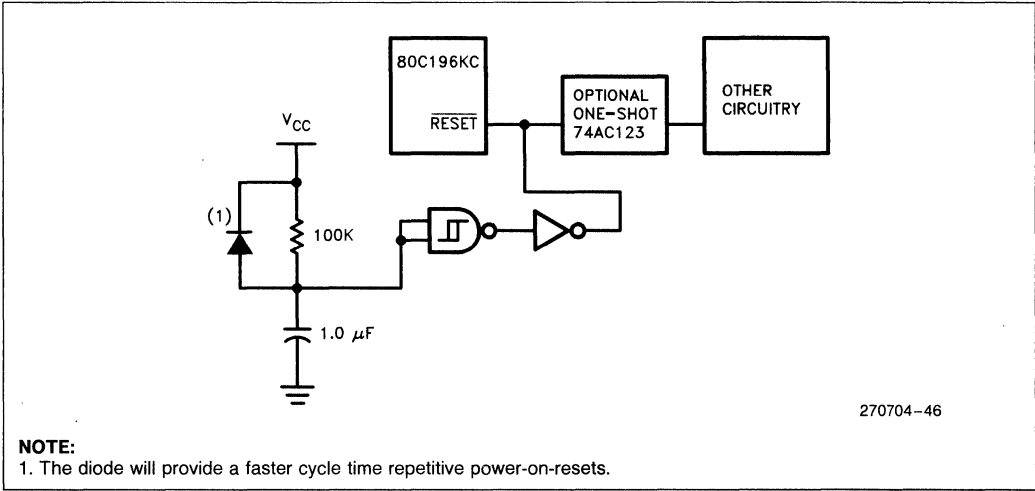 80C196KC
RESET
OPTIONAL
ONE-SHOT
74AC123
OTHER
CIRCUITRY
VCC
(1)
100K
1.0 μF
270704-46
NOTE:
1. The diode will provide a faster cycle time repetitive power-on-resets.